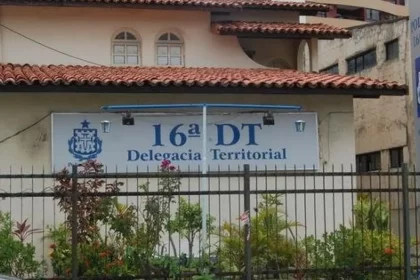 16ª DT
Delegacia Territorial